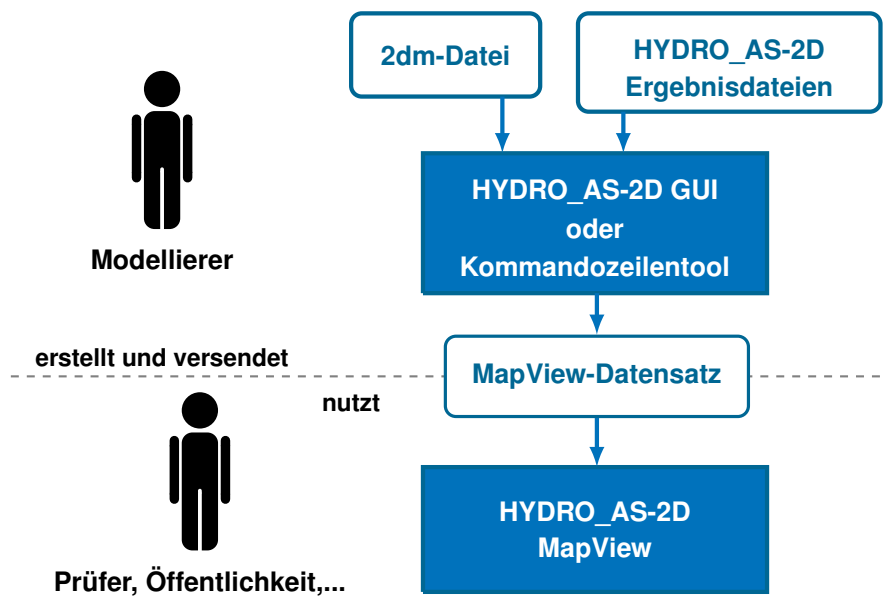 2dm-Datei
HYDRO_AS-2D
Ergebnisdateien
HYDRO_AS-2D GUI
oder
Kommandozeilentool
Modellierer
erstellt und versendet
MapView-Datensatz
nutzt
HYDRO_AS-2D
MapView
Prüfer, Öffentlichkeit,...